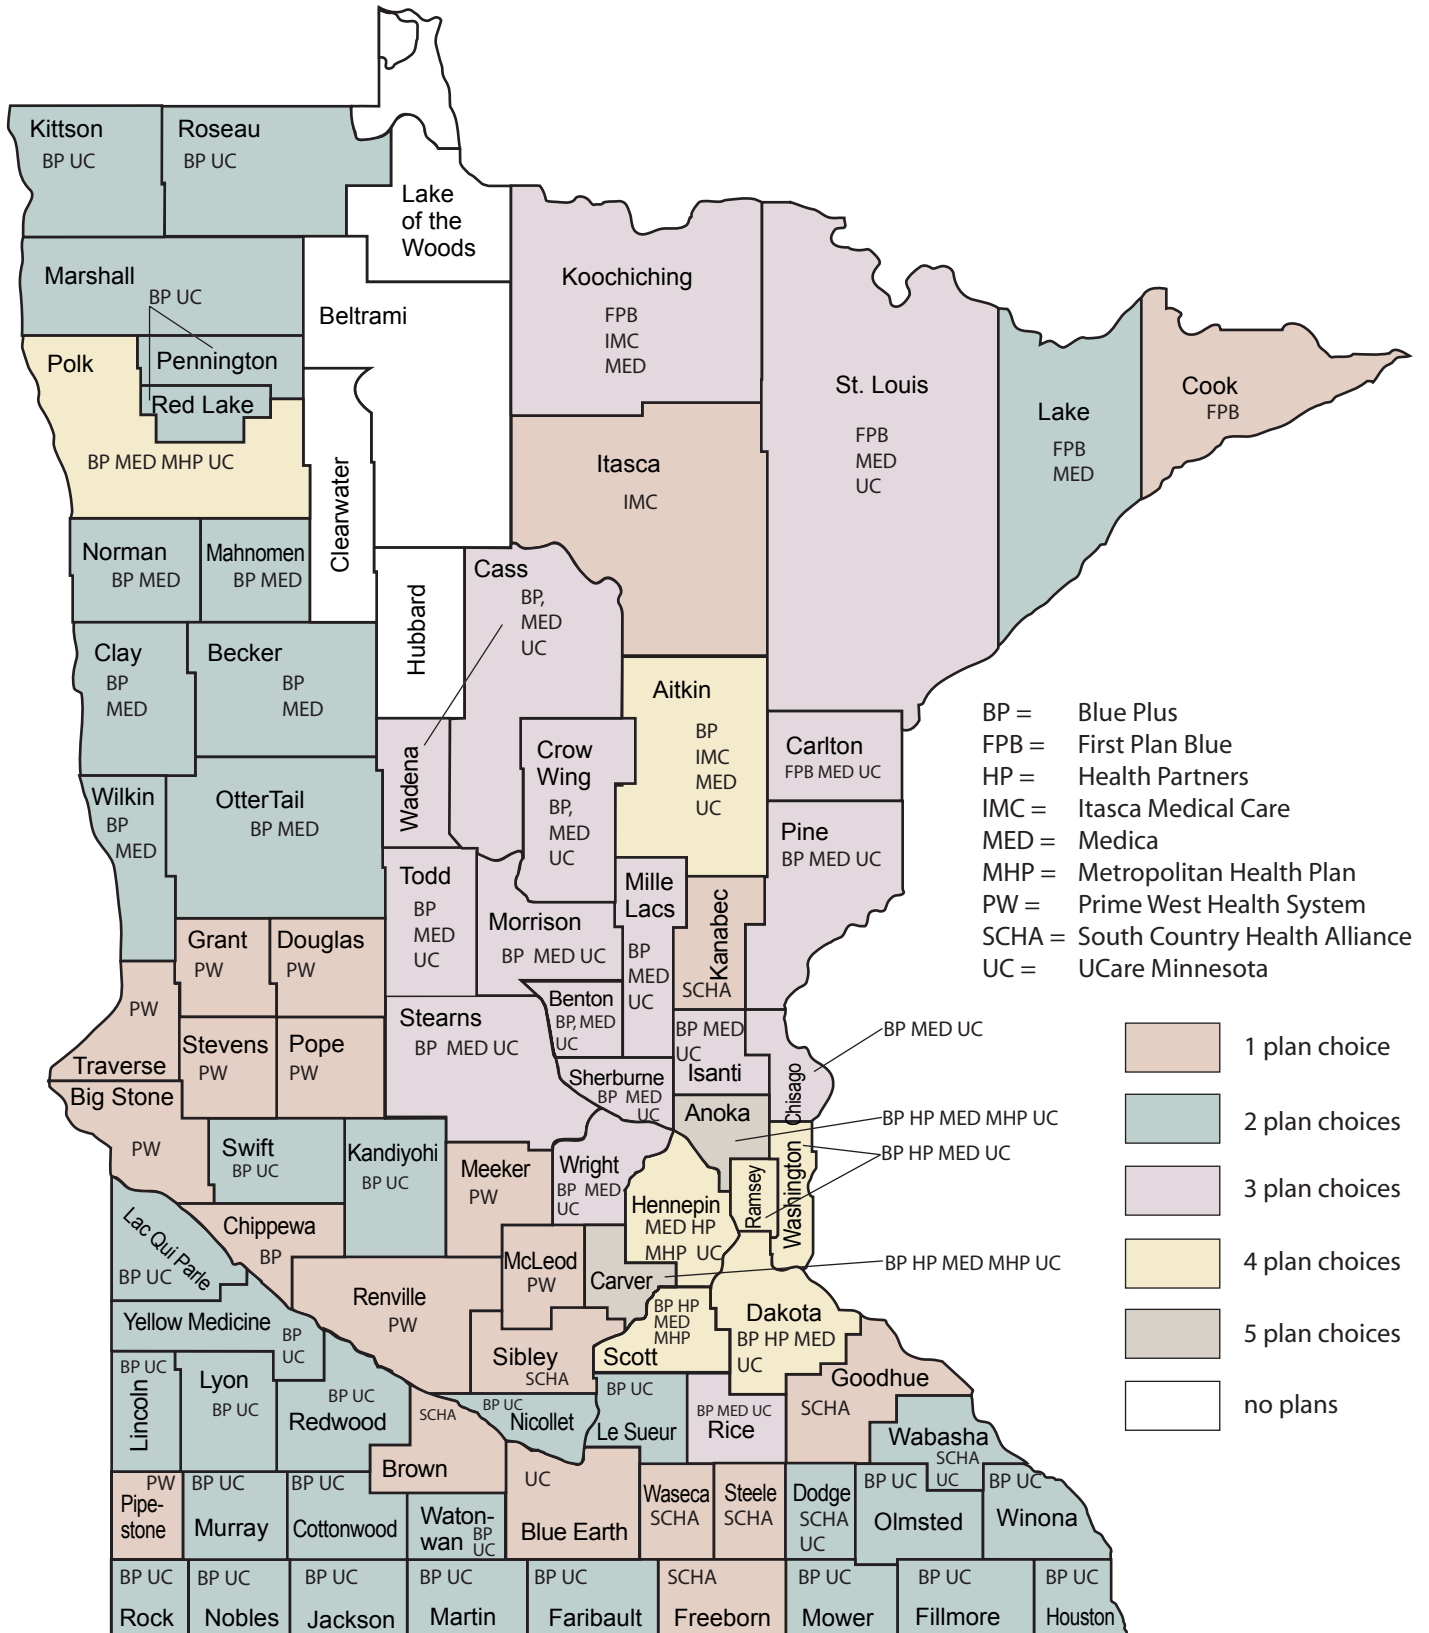 Kittson
BP UC
Roseau
BP UC
Lake
of the
Woods
Marshall
BP UC
Beltrami
Koochiching
FPB
IMC
MED
Polk
Pennington
Red Lake
BP MED MHP UC
Clearwater
St. Louis
FPB
MED
UC
Lake
FPB
MED
Cook
FPB
Itasca
IMC
Norman
BP MED
Mahnomen
BP MED
Hubbard
Cass
BP,
MED
UC
Clay
BP
MED
Becker
BP
MED
Aitkin
BP
IMC
MED
UC
Wadena
Crow
Wing
BP,
MED
UC
Carlton
FPB MED UC
Wilkin
BP
MED
OtterTail
BP MED
Pine
BP MED UC
Todd
BP
MED
UC
Morrison
BP MED UC
Mille
Lacs
BP
MED
UC
Kanabec
SCHA
Grant
PW
Douglas
PW
PW
Traverse
Stevens
PW
Pope
PW
Stearns
BP MED UC
Benton
BP, MED
UC
Sherburne
BP MED
UC
BP MED
UC
Isanti
Chisago
BP MED UC
Big Stone
PW
Swift
BP UC
Kandiyohi
BP UC
Meeker
PW
Wright
BP MED
UC
Anoka
BP HP MED MHP UC
BP HP MED UC
Hennepin
MED HP
MHP UC
Ramsey
Washington
Lac Qui Parle
BP UC
Chippewa
BP
Renville
PW
McLeod
PW
Carver
BP HP MED MHP UC
Yellow Medicine
BP
UC
Sibley
SCHA
BP HP
MED
MHP
Scott
Dakota
BP HP MED
UC
Goodhue
SCHA
BP UC
Lincoln
Lyon
BP UC
BP UC
Redwood
SCHA
Brown
BP UC
Nicollet
BP UC
Le Sueur
BP MED UC
Rice
Wabasha
SCHA
UC
PW
Pipe-
stone
BP UC
Murray
BP UC
Cottonwood
Waton-
wan
BP
UC
UC
Blue Earth
Waseca
SCHA
Steele
SCHA
Dodge
SCHA
UC
BP UC
Olmsted
BP UC
Winona
BP UC
Rock
BP UC
Nobles
BP UC
Jackson
BP UC
Martin
BP UC
Faribault
SCHA
Freeborn
BP UC
Mower
BP UC
Fillmore
BP UC
Houston
BP = Blue Plus
FPB = First Plan Blue
HP = Health Partners
IMC = Itasca Medical Care
MED = Medica
MHP = Metropolitan Health Plan
PW = Prime West Health System
SCHA = South Country Health Alliance
UC = UCare Minnesota
1 plan choice
2 plan choices
3 plan choices
4 plan choices
5 plan choices
no plans